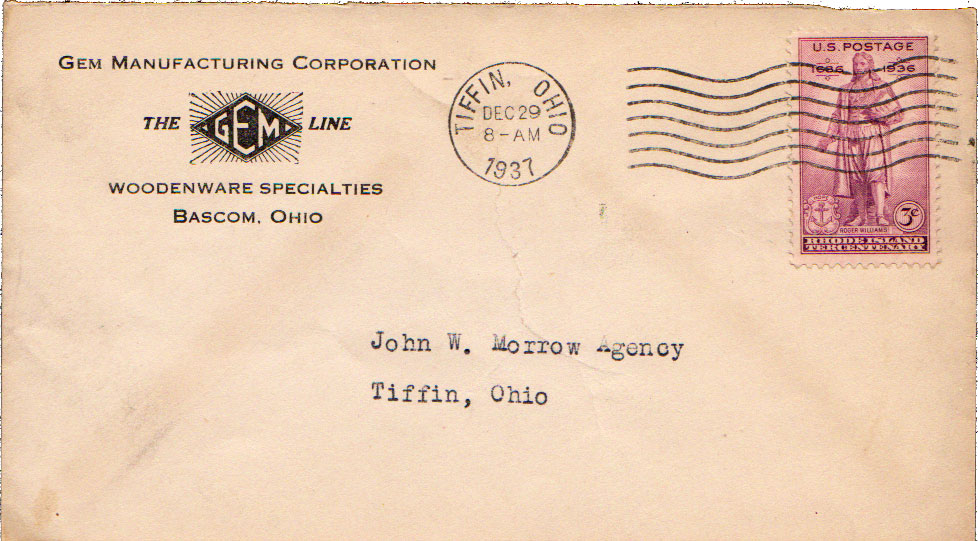 GEM MANUFACTURING CORPORATION
THE GEM LINE
WOODENWARE SPECIALTIES
BASCOM, OHIO
TIFFIN, OHIO
DEC 29
8-AM
1937
U.S. POSTAGE
1636 1936
HOPE
3¢
ROGER WILLIAMS
RHODE ISLAND
TERCENTENARY
John W. Morrow Agency
Tiffin, Ohio